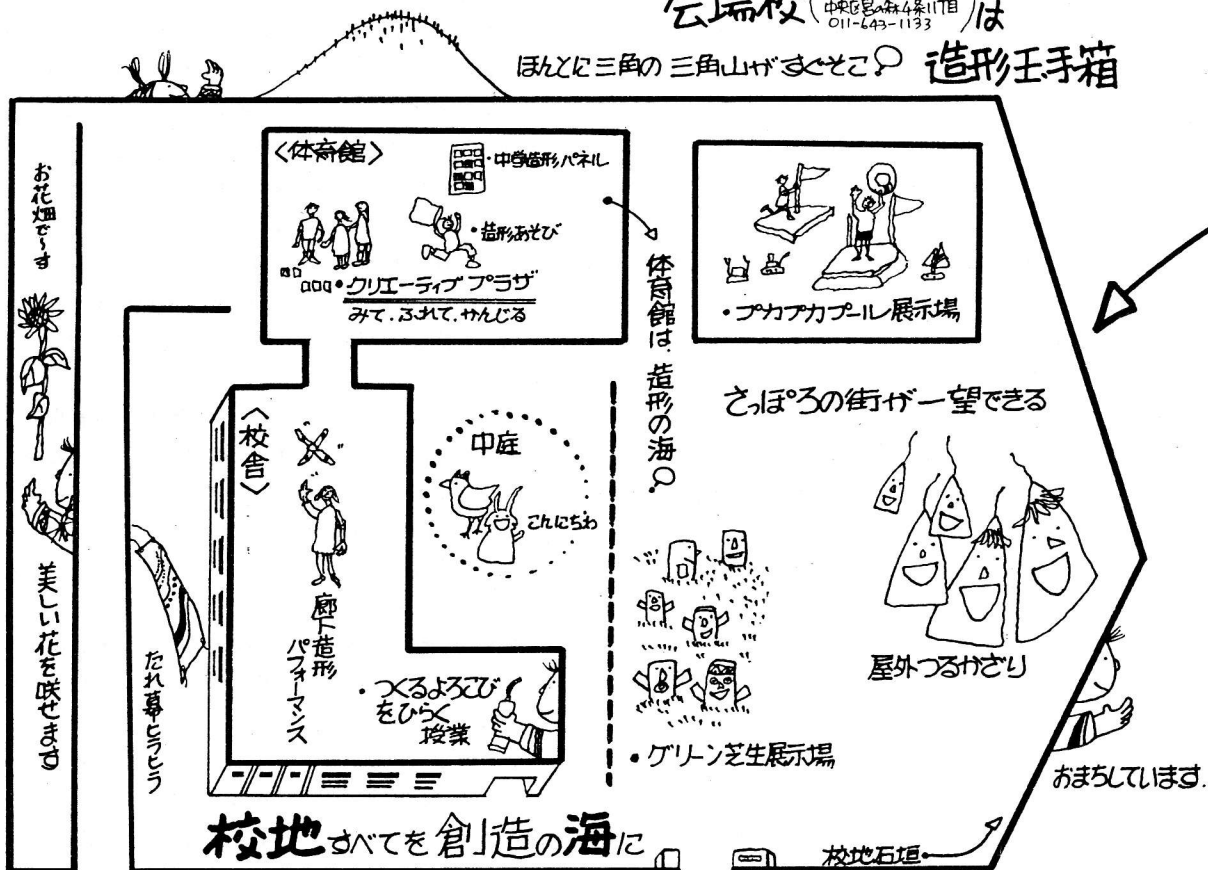 会場校(中央区宮の森4条11丁目
011-643-1133)は
造形玉手箱
ほんとに三角の三角山がすぐそこ
〈体育館〉
・中学造形パネル
・造形あそび
・クリエーティブ プラザ
みて、ふれて、かんじる
・プカプカプール展示場
体育館は、造形の海
お花畑で〜す
美しい花を咲せます
さっぽろの街が一望できる
〈校舎〉
中庭
こんにちわ
廊下造形
パフォーマンス
たれ幕ヒラヒラ
・つくるよろこび
をひらく
授業
屋外つるかざり
・グリーン芝生展示場
おまちしています.
校地すべてを創造の海に
校地石垣